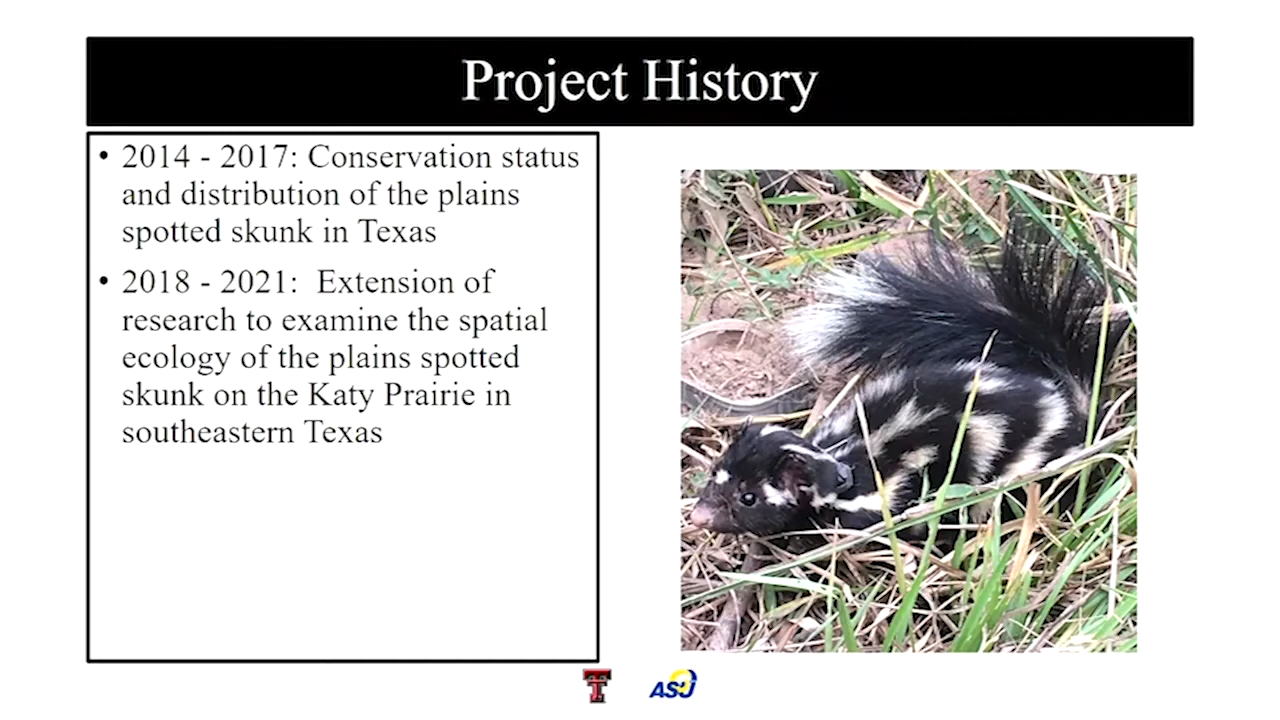 Project History
• 2014 - 2017: Conservation status
and distribution of the plains
spotted skunk in Texas
• 2018 - 2021:  Extension of
research to examine the spatial
ecology of the plains spotted
skunk on the Katy Prairie in
southeastern Texas
ASU